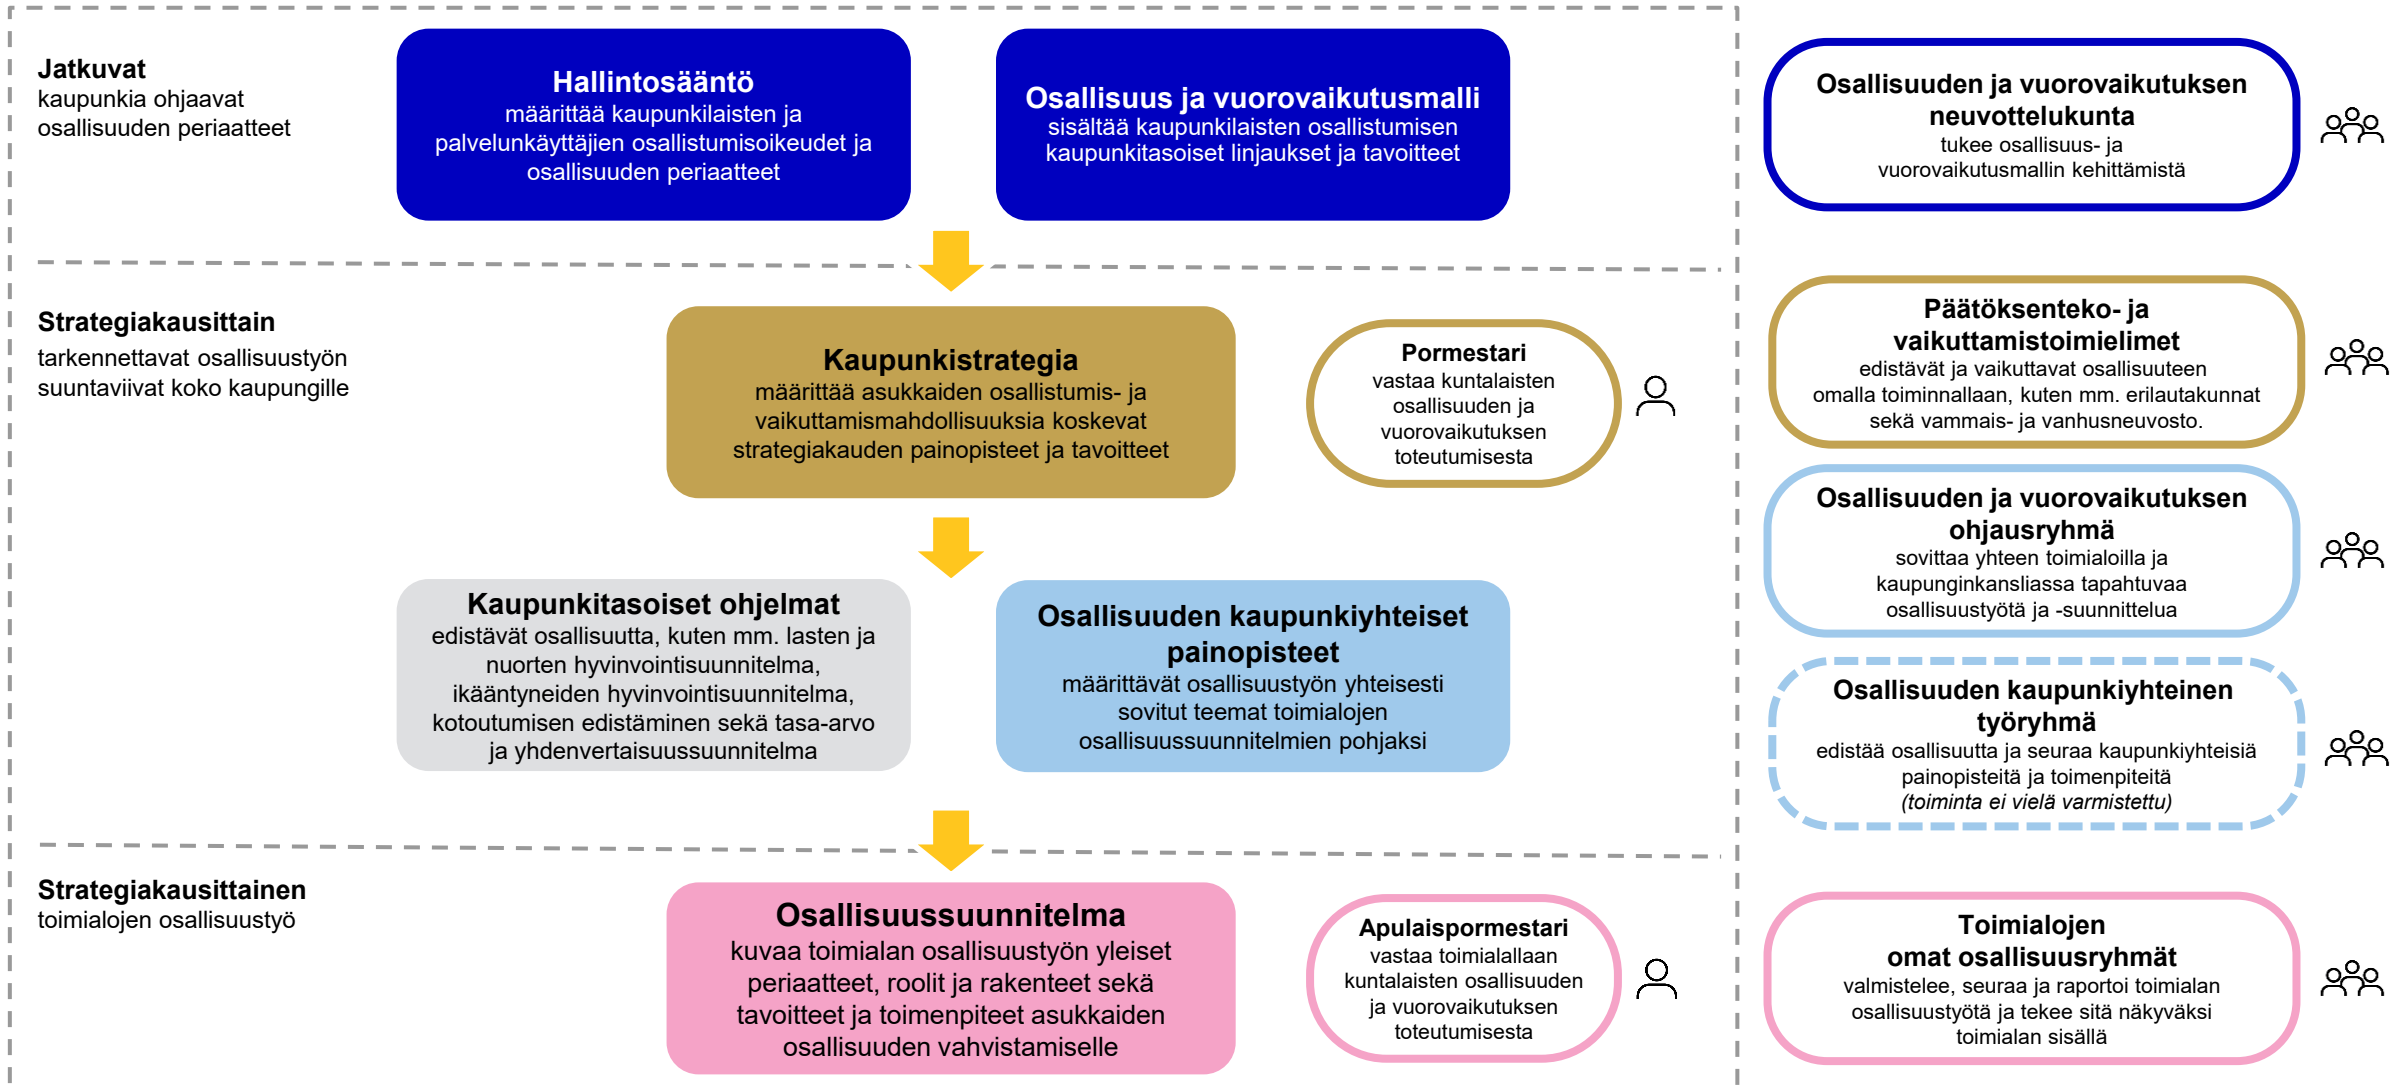 Jatkuvat
kaupunkia ohjaavat
osallisuuden periaatteet
Hallintosääntö
määrittää kaupunkilaisten ja
palvelunkäyttäjien osallistumisoikeudet ja
osallisuuden periaatteet
Osallisuus ja vuorovaikutusmalli
sisältää kaupunkilaisten osallistumisen
kaupunkitasoiset linjaukset ja tavoitteet
Osallisuuden ja vuorovaikutuksen
neuvottelukunta
tukee osallisuus- ja
vuorovaikutusmallin kehittämistä
Strategiakausittain
tarkennettavat osallisuustyön
suuntaviivat koko kaupungille
Kaupunkistrategia
määrittää asukkaiden osallistumis- ja
vaikuttamismahdollisuuksia koskevat
strategiakauden painopisteet ja tavoitteet
Pormestari
vastaa kuntalaisten
osallisuuden ja
vuorovaikutuksen
toteutumisesta
Päätöksenteko- ja
vaikuttamistoimielimet
edistävät ja vaikuttavat osallisuuteen
omalla toiminnallaan, kuten mm. erilautakunnat
sekä vammais- ja vanhusneuvosto.
Osallisuuden ja vuorovaikutuksen
ohjausryhmä
sovittaa yhteen toimialoilla ja
kaupunginkansliassa tapahtuvaa
osallisuustyötä ja -suunnittelua
Kaupunkitasoiset ohjelmat
edistävät osallisuutta, kuten mm. lasten ja
nuorten hyvinvointisuunnitelma,
ikääntyneiden hyvinvointisuunnitelma,
kotoutumisen edistäminen sekä tasa-arvo
ja yhdenvertaisuussuunnitelma
Osallisuuden kaupunkiyhteiset
painopisteet
määrittävät osallisuustyön yhteisesti
sovitut teemat toimialojen
osallisuussuunnitelmien pohjaksi
Osallisuuden kaupunkiyhteinen
työryhmä
edistää osallisuutta ja seuraa kaupunkiyhteisiä
painopisteitä ja toimenpiteitä
(toiminta ei vielä varmistettu)
Strategiakausittainen
toimialojen osallisuustyö
Osallisuussuunnitelma
kuvaa toimialan osallisuustyön yleiset
periaatteet, roolit ja rakenteet sekä
tavoitteet ja toimenpiteet asukkaiden
osallisuuden vahvistamiselle
Apulaispormestari
vastaa toimialallaan
kuntalaisten osallisuuden
ja vuorovaikutuksen
toteutumisesta
Toimialojen
omat osallisuusryhmät
valmistelee, seuraa ja raportoi toimialan
osallisuustyötä ja tekee sitä näkyväksi
toimialan sisällä